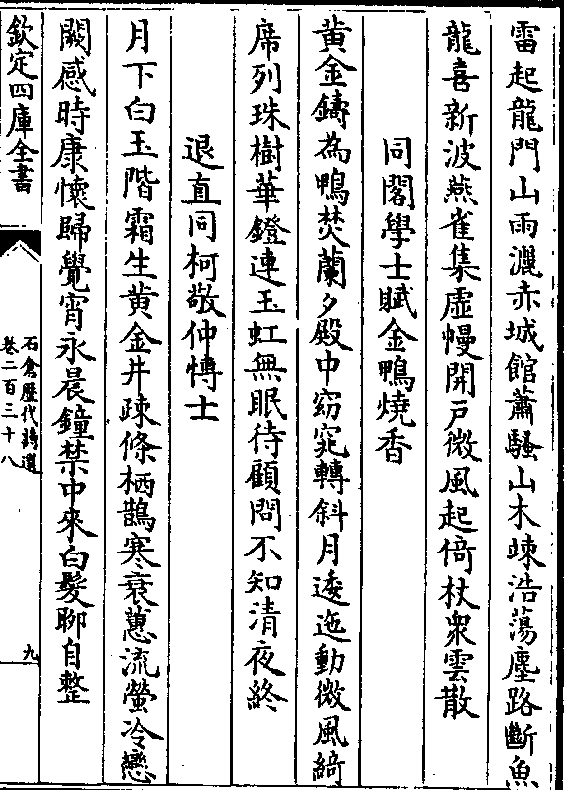 雷起龍門山雨灑赤城館蕭騷山木竦浩蕩塵路斷魚
龍喜新波燕雀集虛幔開戸微風起倚杖衆雲散
同閣學士賦金鴨燒香
黄金鑄為鴨焚蘭夕殿中窈窕轉斜月逶迤動微風綺
席列珠樹華鐙連玉虹無眠待顧問不知清夜終
退直同柯敬仲愽士
月下白玉階霜生黄金井疎條栖鵲寒衰蕙流螢冷戀
闕感時康懷歸覺宵永晨鐘禁中來白髪聊自整
欽定四庫全書
石倉歴代詩選
卷二百三十八
九